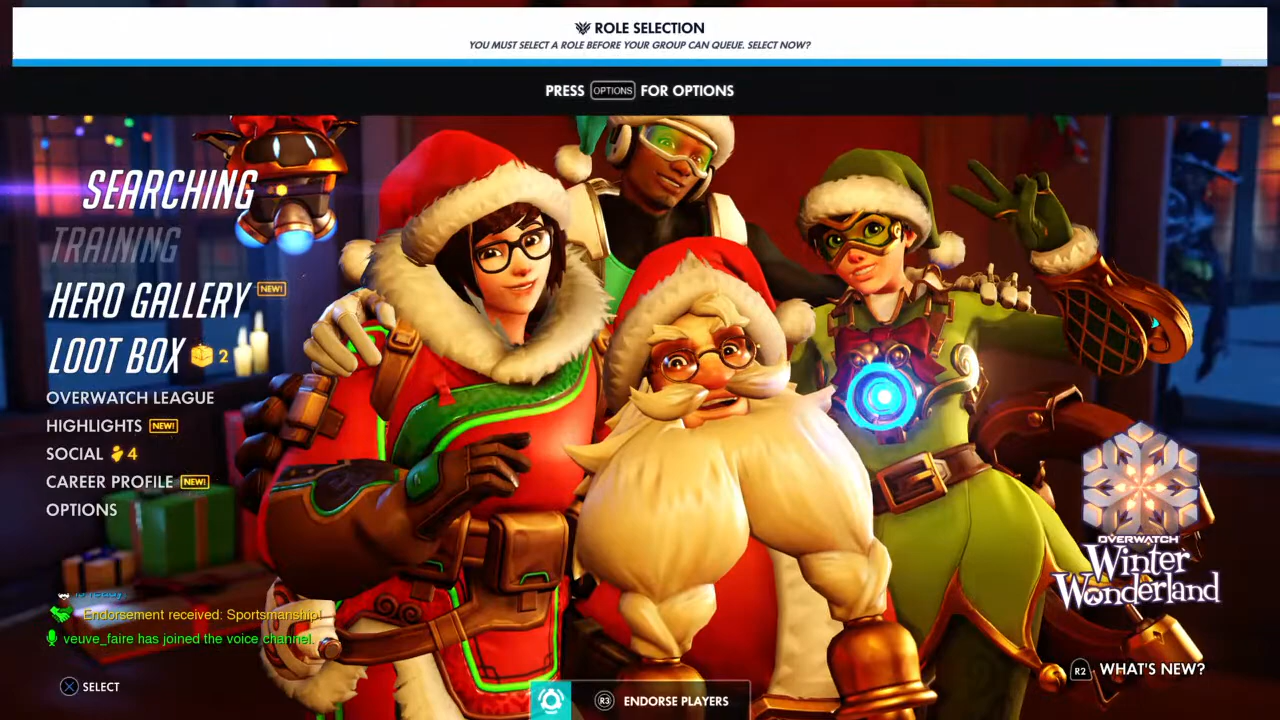 ROLE SELECTION
YOU MUST SELECT A ROLE BEFORE YOUR GROUP CAN QUEUE. SELECT NOW?
PRESS OPTIONS FOR OPTIONS
SEARCHING
TRAINING
HERO GALLERY NEW!
LOOT BOX 2
OVERWATCH LEAGUE
HIGHLIGHTS NEW!
SOCIAL 4
CAREER PROFILE NEW!
OPTIONS
is ready!
Endorsement received: Sportsmanship!
veuve_faire has joined the voice channel.
SELECT
R3 ENDORSE PLAYERS
OVERWATCH
Winter
Wonderland
R2 WHAT'S NEW?